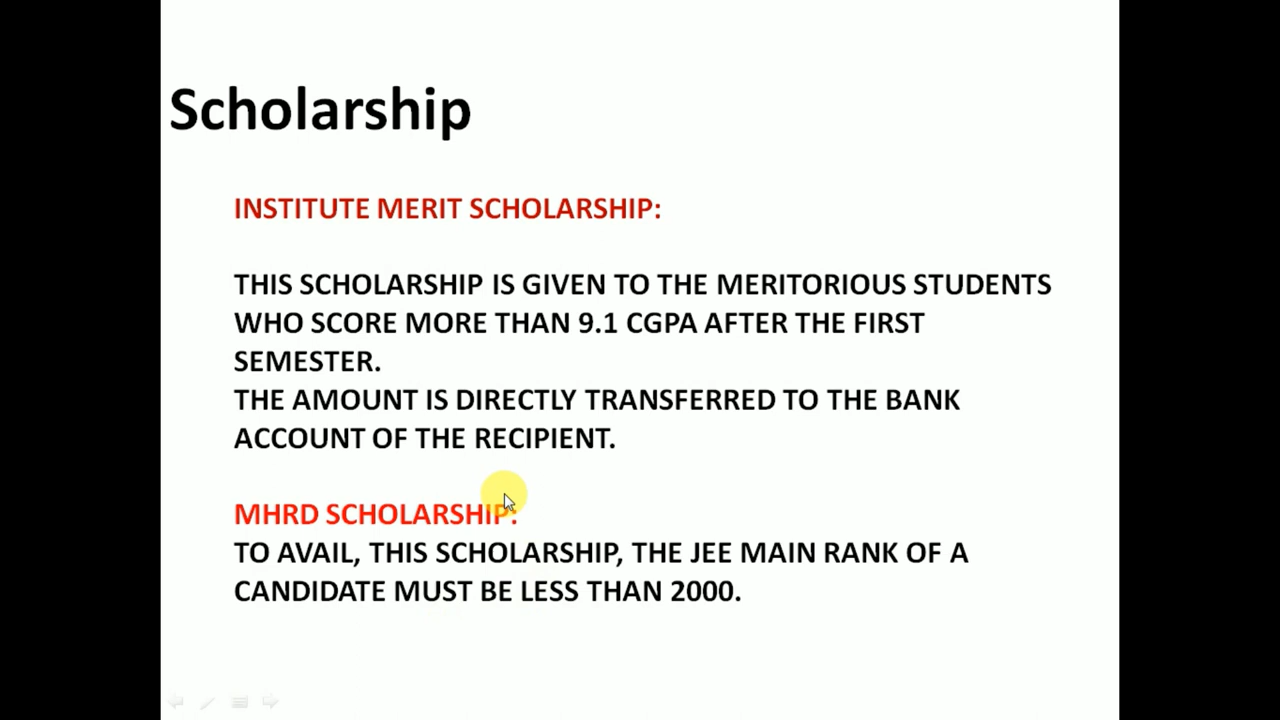 Scholarship
INSTITUTE MERIT SCHOLARSHIP:
THIS SCHOLARSHIP IS GIVEN TO THE MERITORIOUS STUDENTS
WHO SCORE MORE THAN 9.1 CGPA AFTER THE FIRST
SEMESTER.
THE AMOUNT IS DIRECTLY TRANSFERRED TO THE BANK
ACCOUNT OF THE RECIPIENT.
MHRD SCHOLARSHIP:
TO AVAIL, THIS SCHOLARSHIP, THE JEE MAIN RANK OF A
CANDIDATE MUST BE LESS THAN 2000.